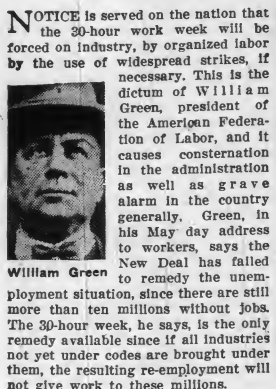 NOTICE is served on the nation that
the 30-hour work week will be
forced on industry, by organized labor
by the use of widespread strikes, if
necessary. This is the
dictum of William
Green, president of
the American Federa-
tion of Labor, and it
causes consternation
in the administration
as well as grave
alarm in the country
generally. Green, in
his May day address
to workers, says the
New Deal has failed
to remedy the unem-
William Green
ployment situation, since there are still
more than ten millions without jobs.
The 30-hour week, he says, is the only
remedy available since if all industries
not yet under codes are brought under
them, the resulting re-employment will
not give work to these millions.